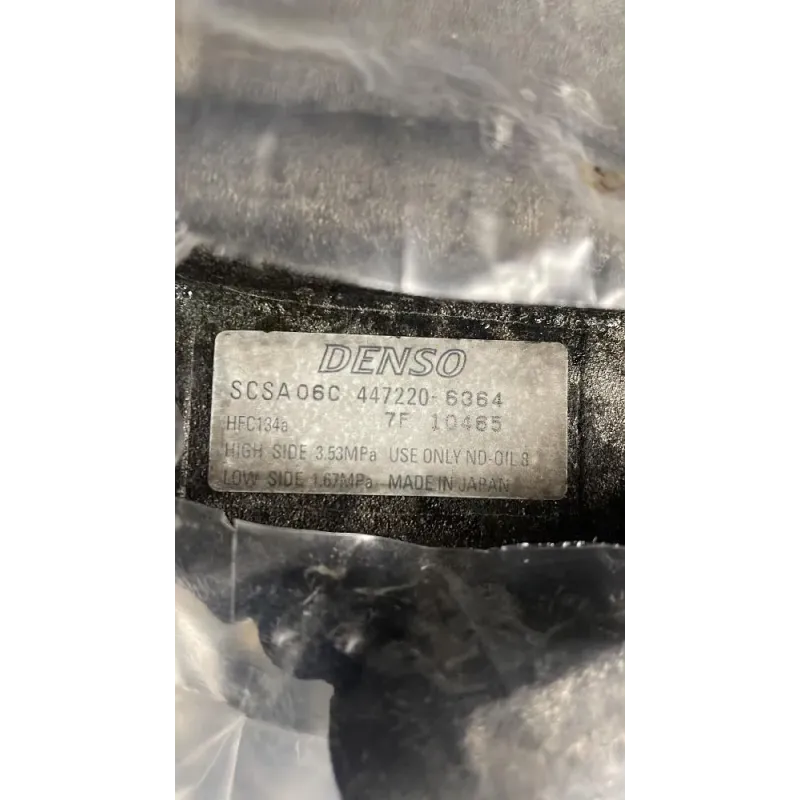 DENSO
SCSA06C 447220-6364
HFC134a 7F 10465
HIGH SIDE 3.53MPa USE ONLY ND-OIL 8
LOW SIDE 1.67MPa MADE IN JAPAN